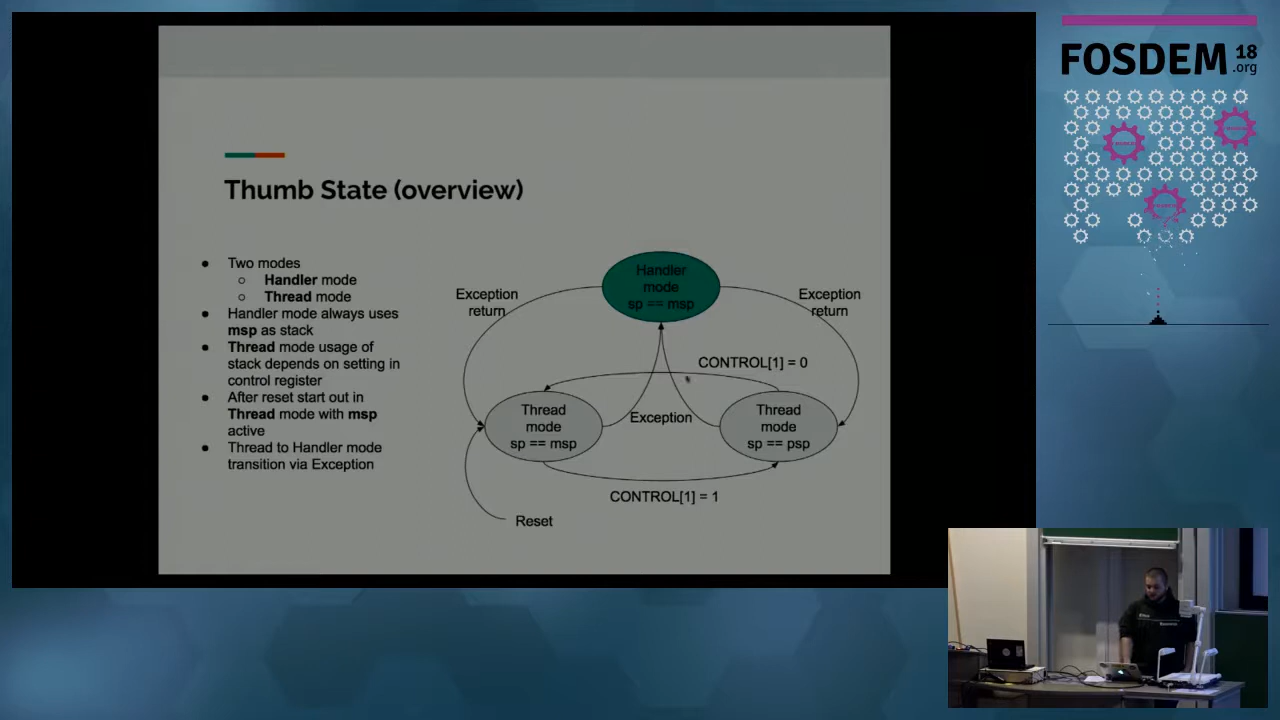 FOSDEM 18
.org
Thumb State (overview)
● Two modes
○ Handler mode
○ Thread mode
● Handler mode always uses
msp as stack
● Thread mode usage of
stack depends on setting in
control register
● After reset start out in
Thread mode with msp
active
● Thread to Handler mode
transition via Exception
Handler
mode
sp == msp
Exception
return
Exception
return
CONTROL[1] = 0
Thread
mode
sp == msp
Exception
Thread
mode
sp == psp
CONTROL[1] = 1
Reset